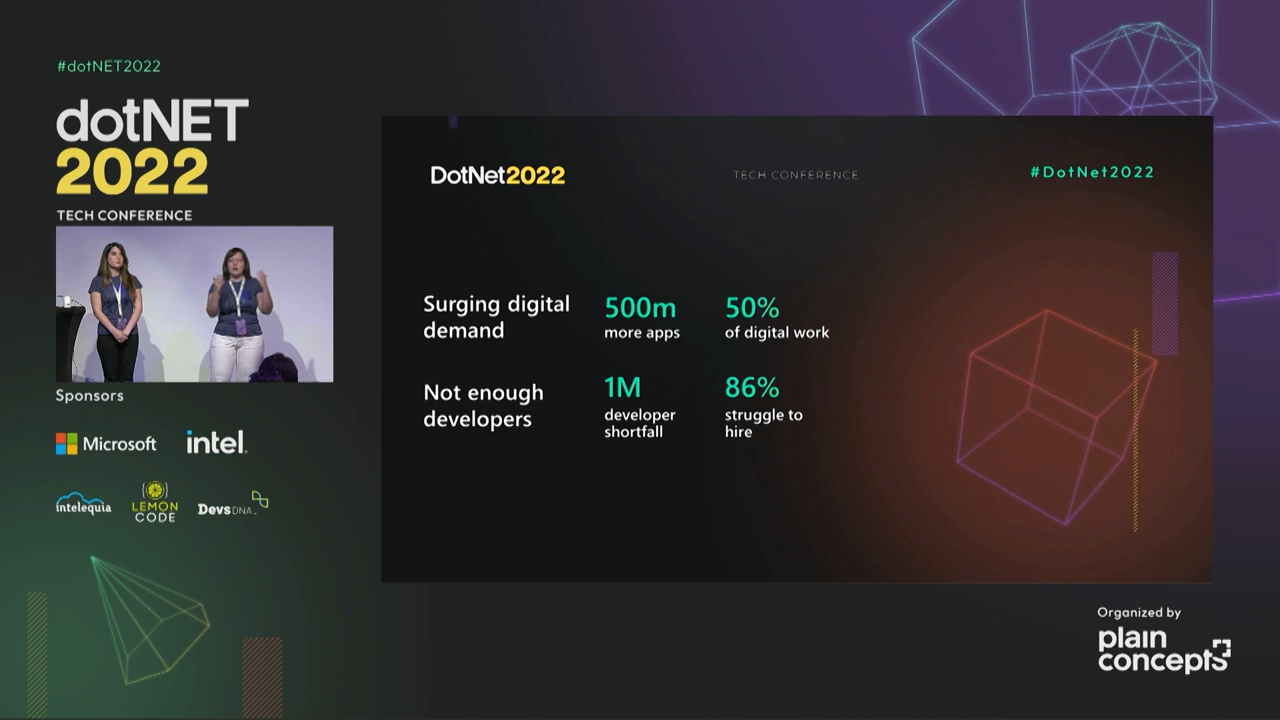 #dotNET2022
dotNET
2022
TECH CONFERENCE
Sponsors
Microsoft
intel.
intelequia
LEMON
CODE
DevsDNA.
DotNet2022
TECH CONFERENCE
#DotNet2022
Surging digital
demand
500m
more apps
50%
of digital work
Not enough
developers
1M
developer
shortfall
86%
struggle to
hire
Organized by
plain
concepts